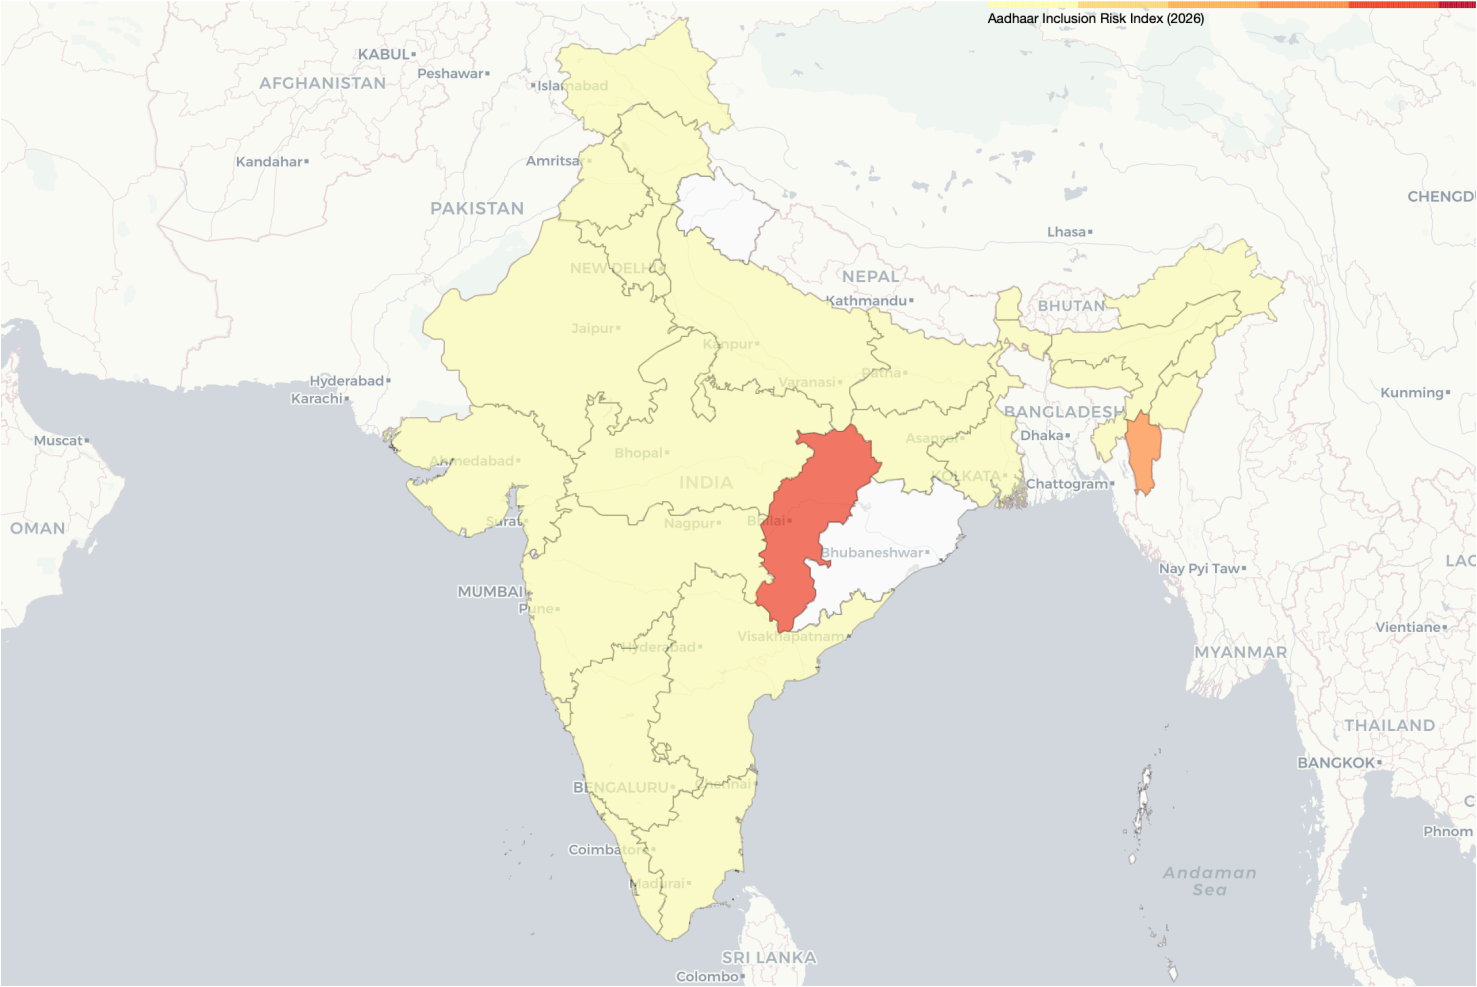 Aadhaar Inclusion Risk Index (2026)
KABUL
Peshawar
AFGHANISTAN
Islamabad
Kandahar
Amritsar
CHENGDU
PAKISTAN
Lhasa
NEW DELHI
NEPAL
Kathmandu
BHUTAN
Jaipur
Kanpur
Hyderabad
Karachi
Varanasi
Patna
Kunming
BANGLADESH
Muscat
Dhaka
Asansol
Bhopal
Ahmedabad
KOLKATA
INDIA
Chattogram
OMAN
Surat
Nagpur
Bhilai
Bhubaneshwar
LAO
Nay Pyi Taw
MUMBAI
Pune
Vientiane
Visakhapatnam
Hyderabad
MYANMAR
THAILAND
BANGKOK
BENGALURU
Chennai
C
Phnom
Coimbatore
Andaman
Sea
Madurai
SRI LANKA
Colombo